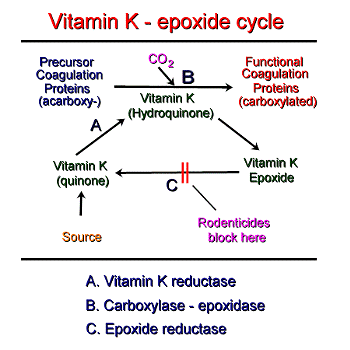 Vitamin K - epoxide cycle
Precursor
Coagulation
Proteins
(acarboxy-)
CO2
B
Functional
Coagulation
Proteins
(carboxylated)
Vitamin K
(Hydroquinone)
A
Vitamin K
(quinone)
C
Vitamin K
Epoxide
Source
Rodenticides
block here
A. Vitamin K reductase
B. Carboxylase - epoxidase
C. Epoxide reductase